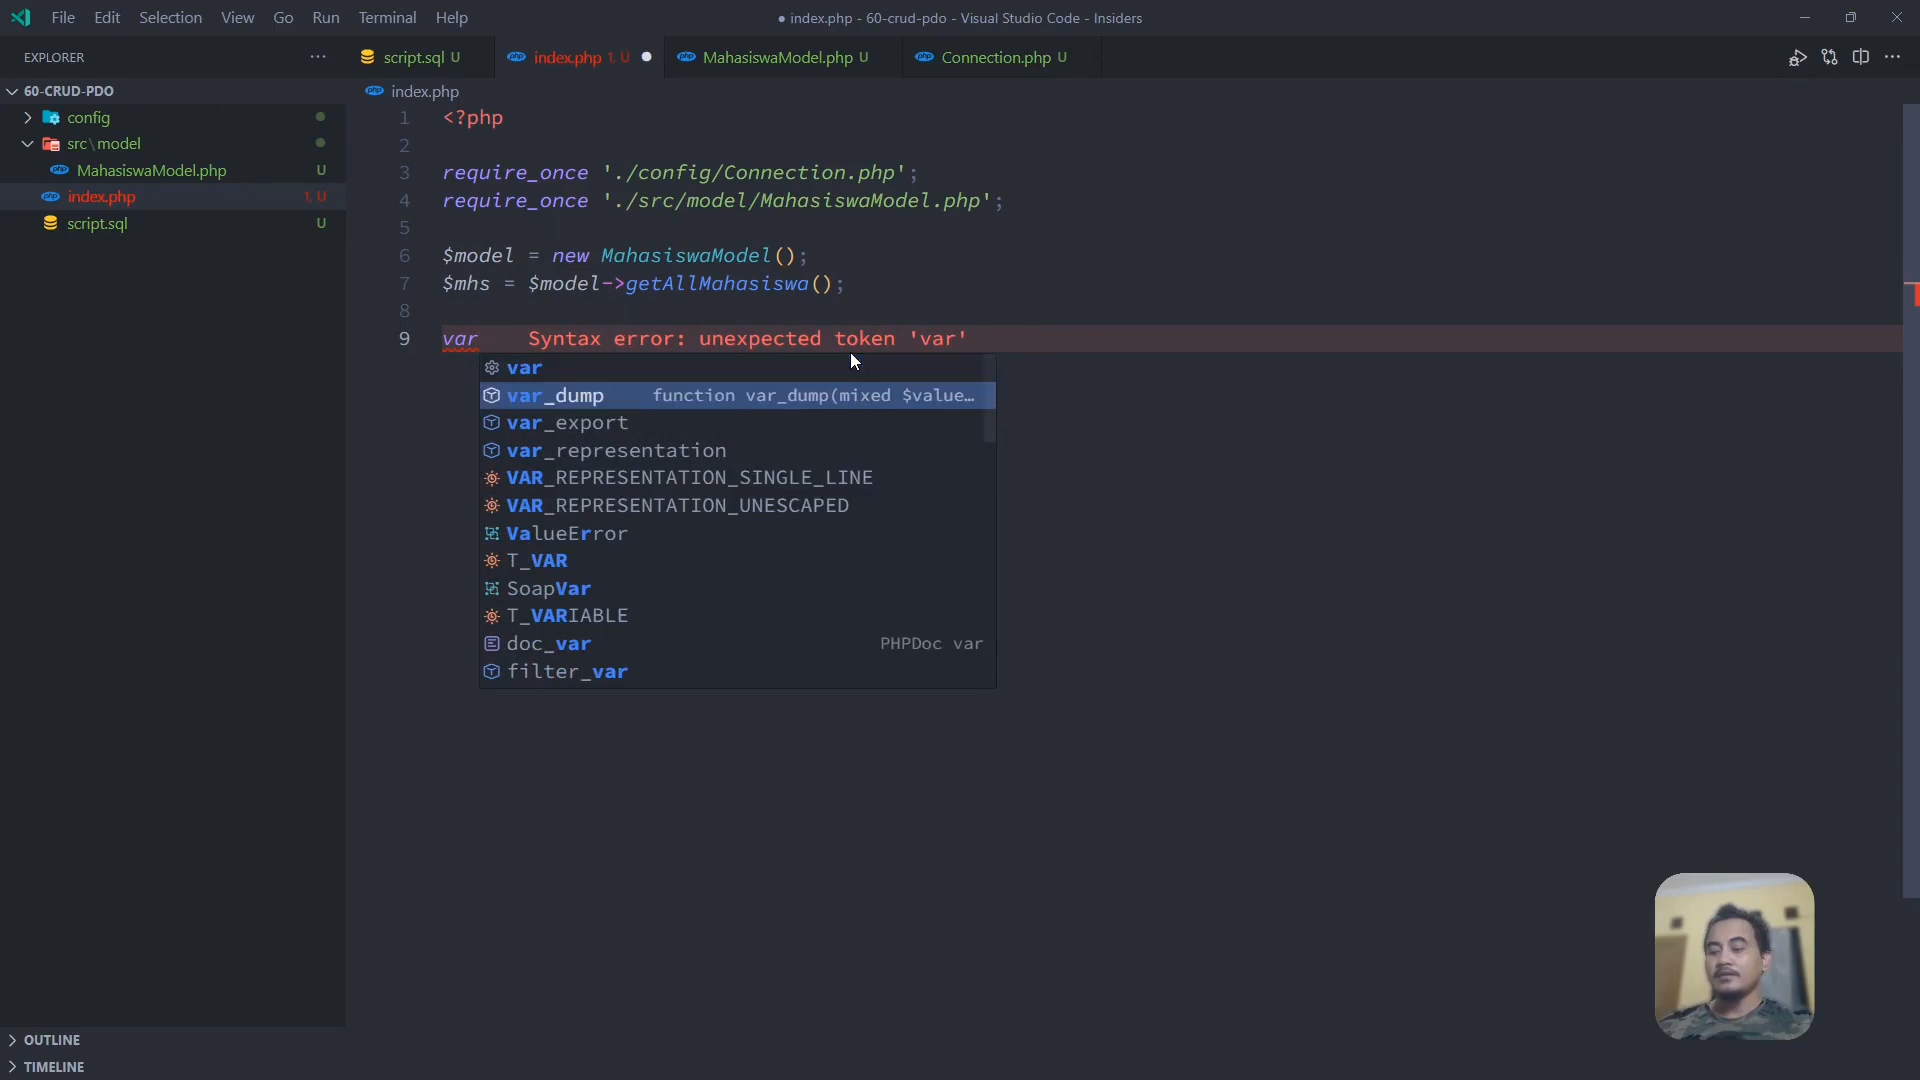 File Edit Selection View Go Run Terminal Help
● index.php - 60-crud-pdo - Visual Studio Code - Insiders
EXPLORER
script.sql U
index.php 1, U
MahasiswaModel.php U
Connection.php U
60-CRUD-PDO
config
src\model
MahasiswaModel.php U
index.php 1, U
script.sql U
OUTLINE
TIMELINE
index.php
1 <?php
2
3 require_once './config/Connection.php';
4 require_once './src/model/MahasiswaModel.php';
5
6 $model = new MahasiswaModel();
7 $mhs = $model->getAllMahasiswa();
8
9 var Syntax error: unexpected token 'var'
var
var_dump function var_dump(mixed $value…
var_export
var_representation
VAR_REPRESENTATION_SINGLE_LINE
VAR_REPRESENTATION_UNESCAPED
ValueError
T_VAR
SoapVar
T_VARIABLE
doc_var PHPDoc var
filter_var